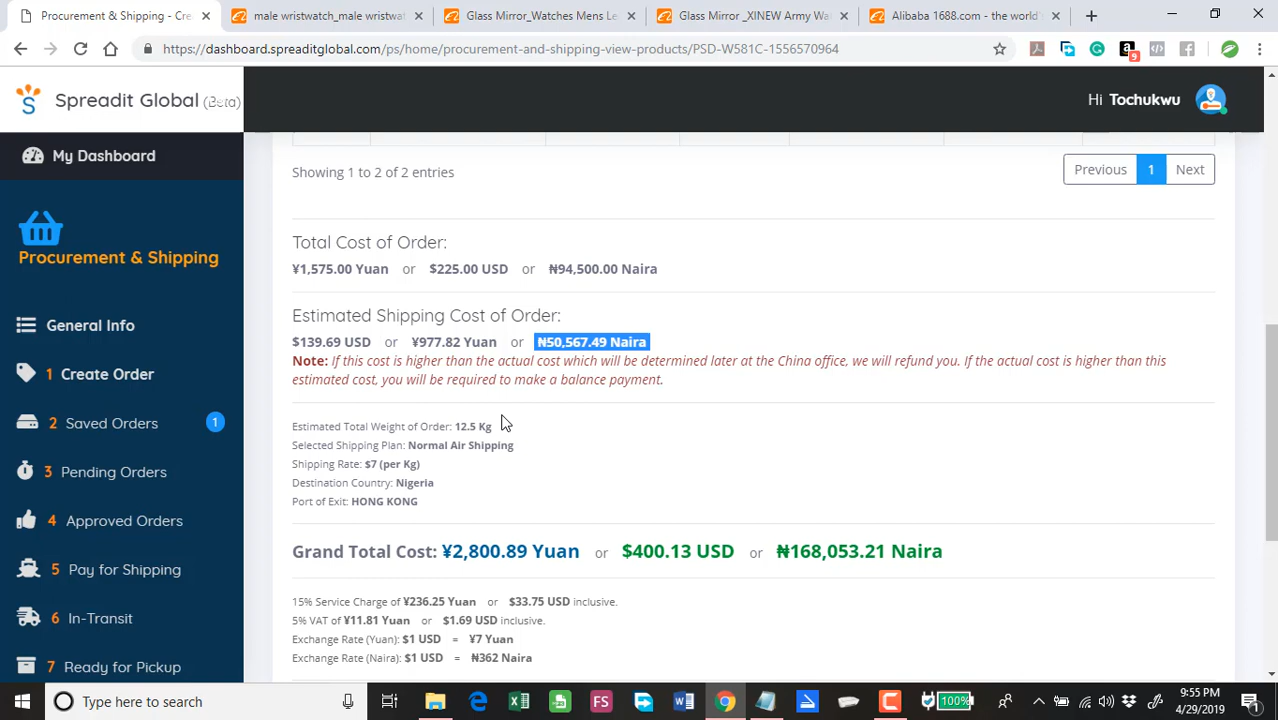 Procurement & Shipping - Cre
male wristwatch_male wristwat
Glass Mirror_Watches Mens Le
Glass Mirror _XINEW Army Wa
Alibaba 1688.com - the world'
https://dashboard.spreaditglobal.com/ps/home/procurement-and-shipping-view-products/PSD-W581C-1556570964
9
Spreadit Global (Beta)
Hi Tochukwu
My Dashboard
Procurement & Shipping
General Info
1 Create Order
2 Saved Orders 1
3 Pending Orders
4 Approved Orders
5 Pay for Shipping
6 In-Transit
7 Ready for Pickup
Showing 1 to 2 of 2 entries
Previous 1 Next
Total Cost of Order:
¥1,575.00 Yuan or $225.00 USD or ₦94,500.00 Naira
Estimated Shipping Cost of Order:
$139.69 USD or ¥977.82 Yuan or ₦50,567.49 Naira
Note: If this cost is higher than the actual cost which will be determined later at the China office, we will refund you. If the actual cost is higher than this
estimated cost, you will be required to make a balance payment.
Estimated Total Weight of Order: 12.5 Kg
Selected Shipping Plan: Normal Air Shipping
Shipping Rate: $7 (per Kg)
Destination Country: Nigeria
Port of Exit: HONG KONG
Grand Total Cost: ¥2,800.89 Yuan or $400.13 USD or ₦168,053.21 Naira
15% Service Charge of ¥236.25 Yuan or $33.75 USD inclusive.
5% VAT of ¥11.81 Yuan or $1.69 USD inclusive.
Exchange Rate (Yuan): $1 USD = ¥7 Yuan
Exchange Rate (Naira): $1 USD = ₦362 Naira
Type here to search
FS
100%
9:55 PM
4/29/2019
1